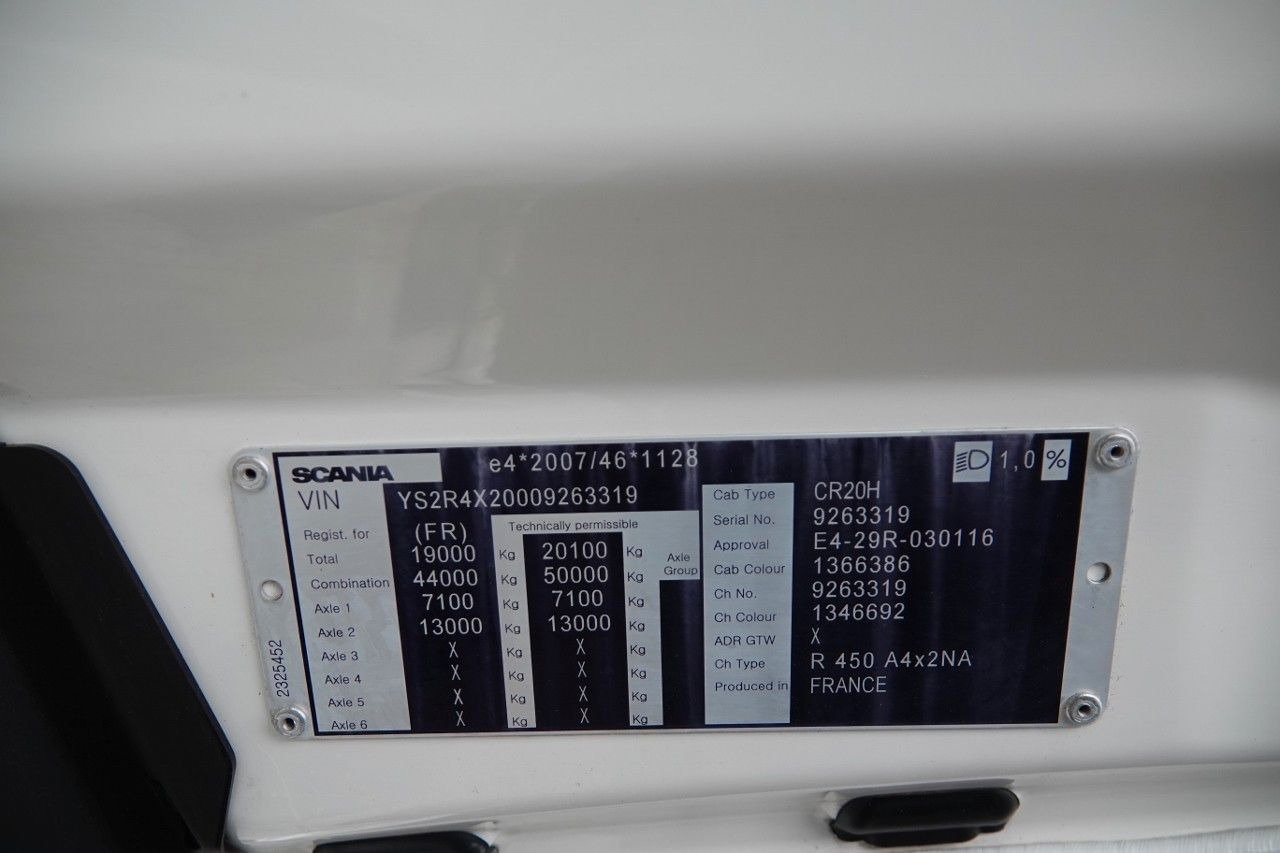 SCANIA e4*2007/46*1128 1,0 %
VIN YS2R4X20009263319
Regist. for (FR) Technically permissible
Total 19000 Kg 20100 Kg Axle Group
Combination 44000 Kg 50000 Kg
Axle 1 7100 Kg 7100 Kg
Axle 2 13000 Kg 13000 Kg
Axle 3 X Kg X Kg
Axle 4 X Kg X Kg
Axle 5 X Kg X Kg
Axle 6 X Kg X Kg
Cab Type CR20H
Serial No. 9263319
Approval E4-29R-030116
Cab Colour 1366386
Ch No. 9263319
Ch Colour 1346692
ADR GTW X
Ch Type R 450 A4x2NA
Produced in FRANCE
2325452